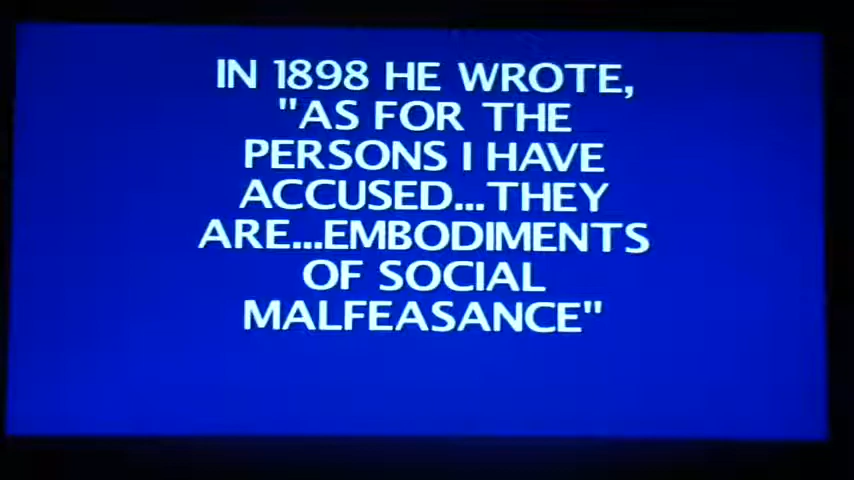 IN 1898 HE WROTE,
"AS FOR THE
PERSONS I HAVE
ACCUSED...THEY
ARE...EMBODIMENTS
OF SOCIAL
MALFEASANCE"